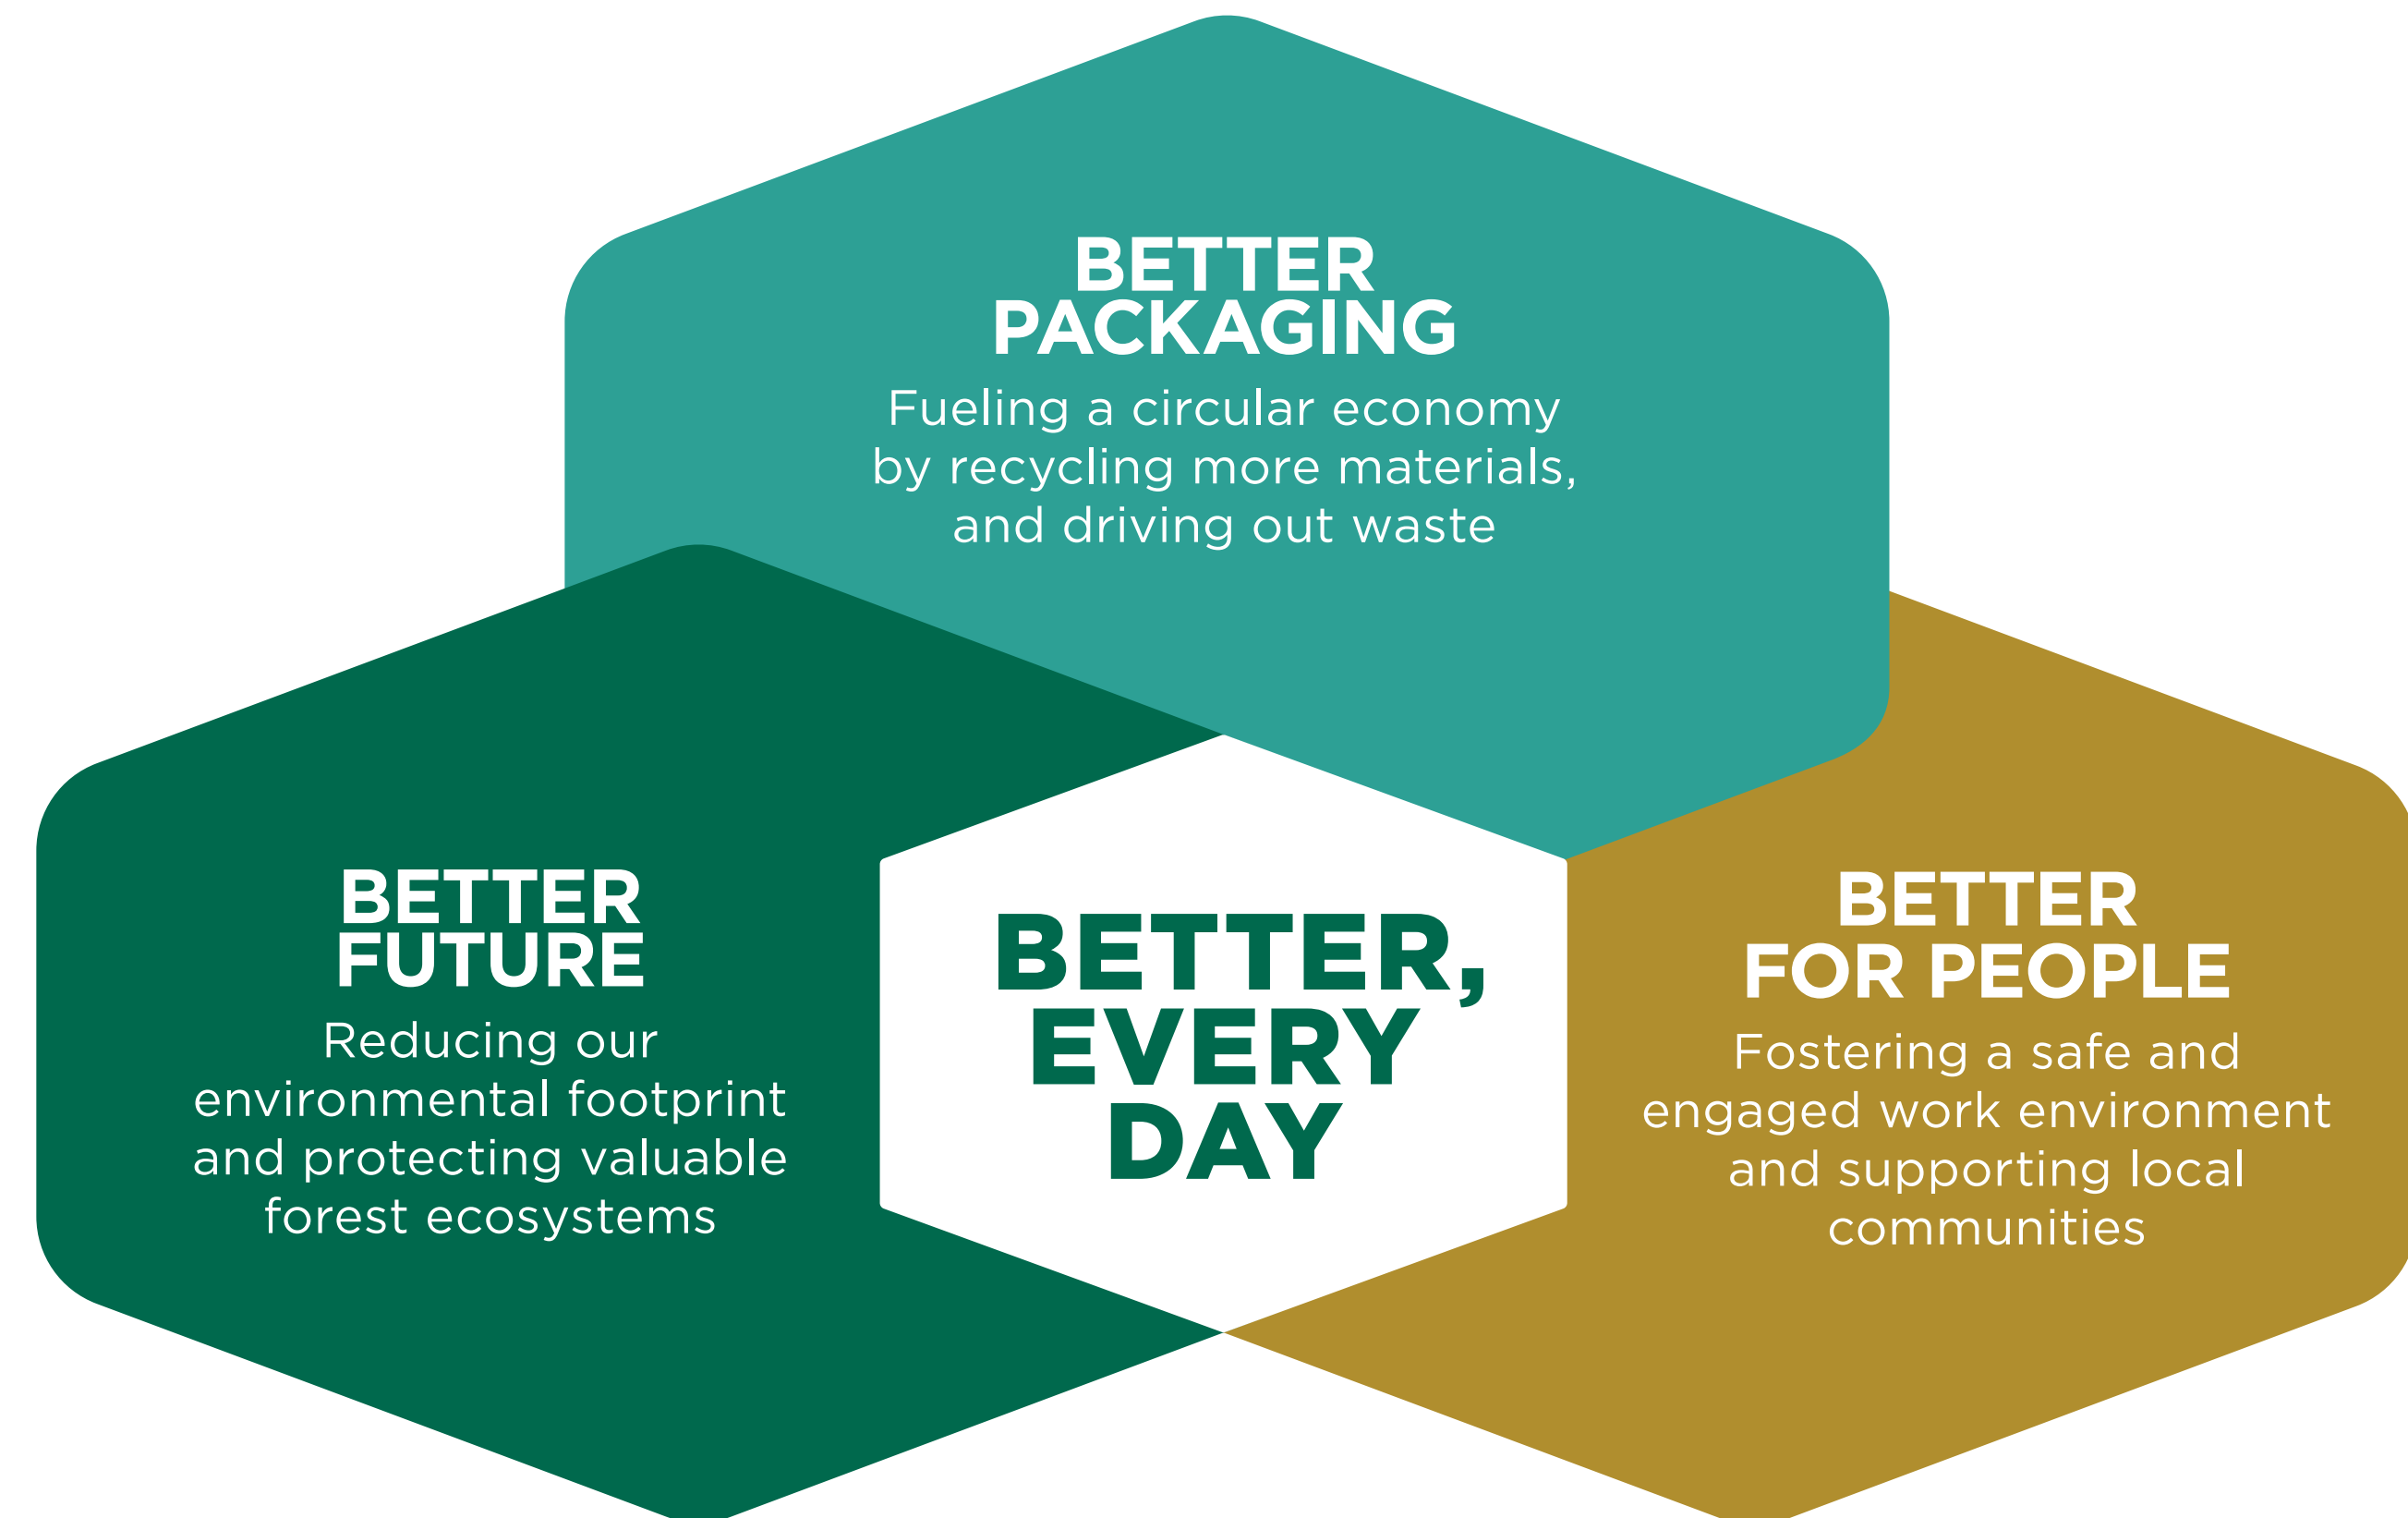 BETTER
PACKAGING
Fueling a circular economy
by recycling more materials,
and driving out waste
BETTER
FUTURE
Reducing our
environmental footprint
and protecting valuable
forest ecosystems
BETTER,
EVERY
DAY
BETTER
FOR PEOPLE
Fostering a safe and
engaged work environment
and supporting local
communities